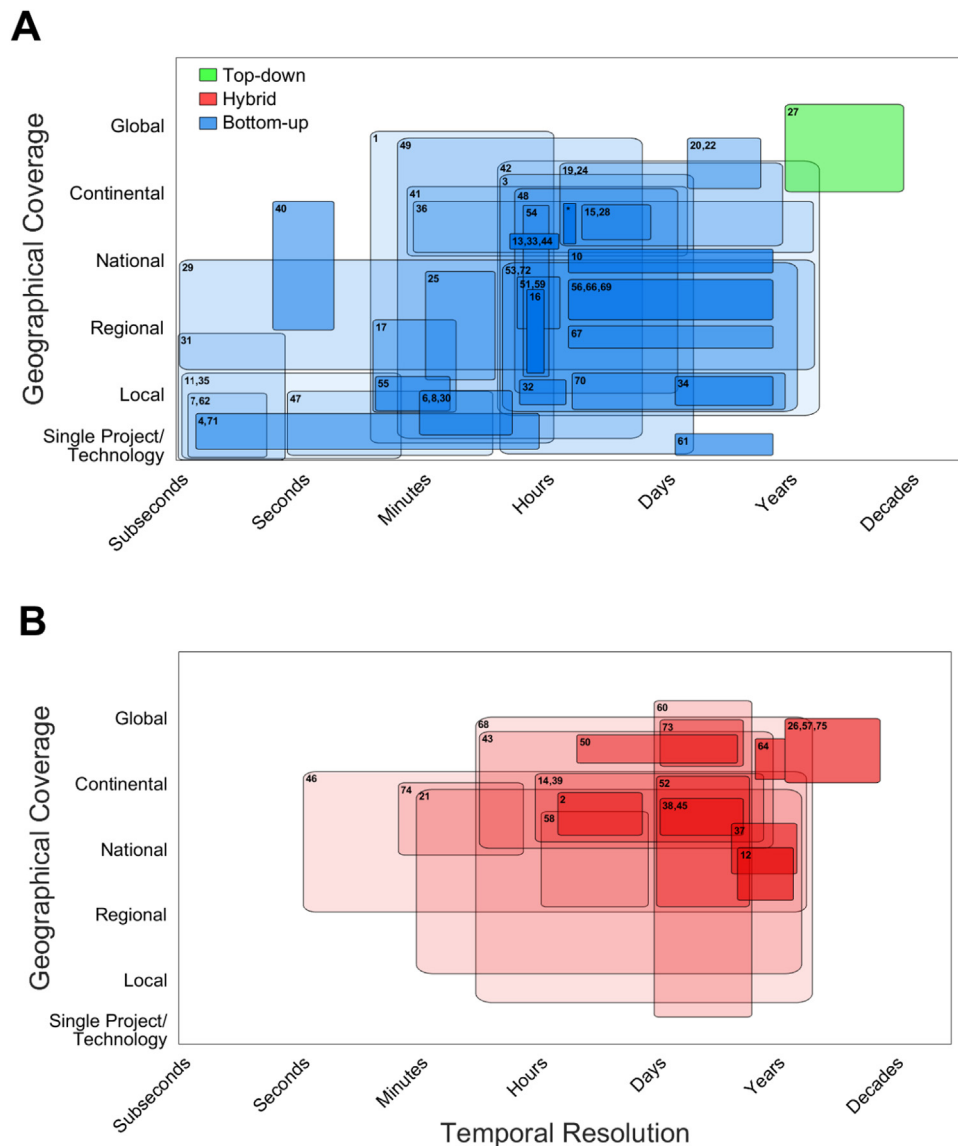 A
Geographical Coverage
Top-down
Hybrid
Bottom-up
Global
Continental
National
Regional
Local
Single Project/
Technology
27
1
49
20,22
42
19,24
3
41
48
40
36
54
*
15,28
13,33,44
10
29
53,72
25
51,59
56,66,69
16
17
67
31
11,35
55
70
34
32
7,62
47
6,8,30
4,71
61
Subseconds
Seconds
Minutes
Hours
Days
Years
Decades
B
Geographical Coverage
Global
Continental
National
Regional
Local
Single Project/
Technology
60
68
73
26,57,75
43
50
64
46
14,39
52
74
21
2
38,45
58
37
12
Subseconds
Seconds
Minutes
Hours
Days
Years
Decades
Temporal Resolution